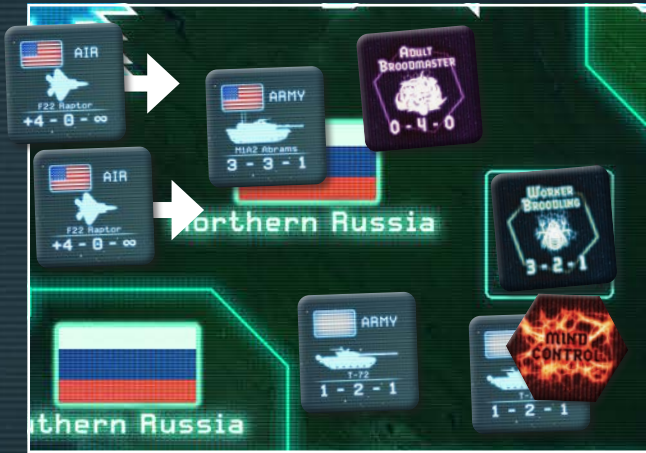 AIR
F22 Raptor
+4 - 0 - ∞
ARMY
M1A2 Abrams
3 - 3 - 1
ADULT
BROODMASTER
0 - 4 - 0
AIR
F22 Raptor
+4 - 0 - ∞
Northern Russia
WORKER
BROODLING
3 - 2 - 1
ARMY
T-72
1 - 2 - 1
MIND
CONTROL
1 - 2 - 1
uthern Russia